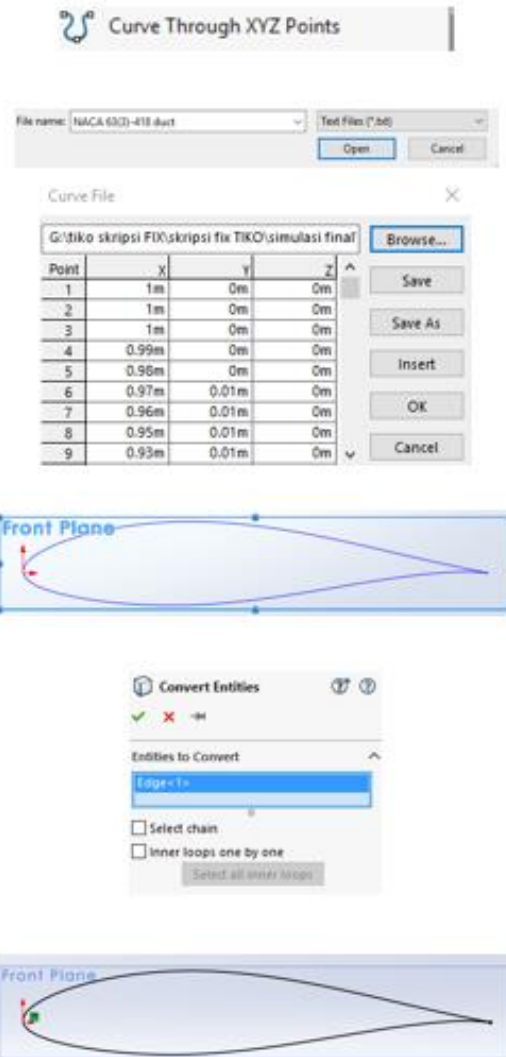 Curve Through XYZ Points
File name: NACA 63(3)-418 duct Text Files (*.txt)
Open Cancel
Curve File
G:\tiko skripsi FIX\skripsi fix TIKO\simulasi final Browse...
Point X Y Z
1 1m 0m 0m
2 1m 0m 0m
3 1m 0m 0m
4 0.99m 0m 0m
5 0.98m 0m 0m
6 0.97m 0.01m 0m
7 0.96m 0.01m 0m
8 0.95m 0.01m 0m
9 0.93m 0.01m 0m
Save
Save As
Insert
OK
Cancel
Front Plane
Convert Entities
Entities to Convert
Edge<1>
Select chain
Inner loops one by one
Select all inner loops
Front Plane